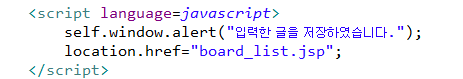 <script language=javascript>
self.window.alert("입력한 글을 저장하였습니다.");
location.href="board_list.jsp";
</script>